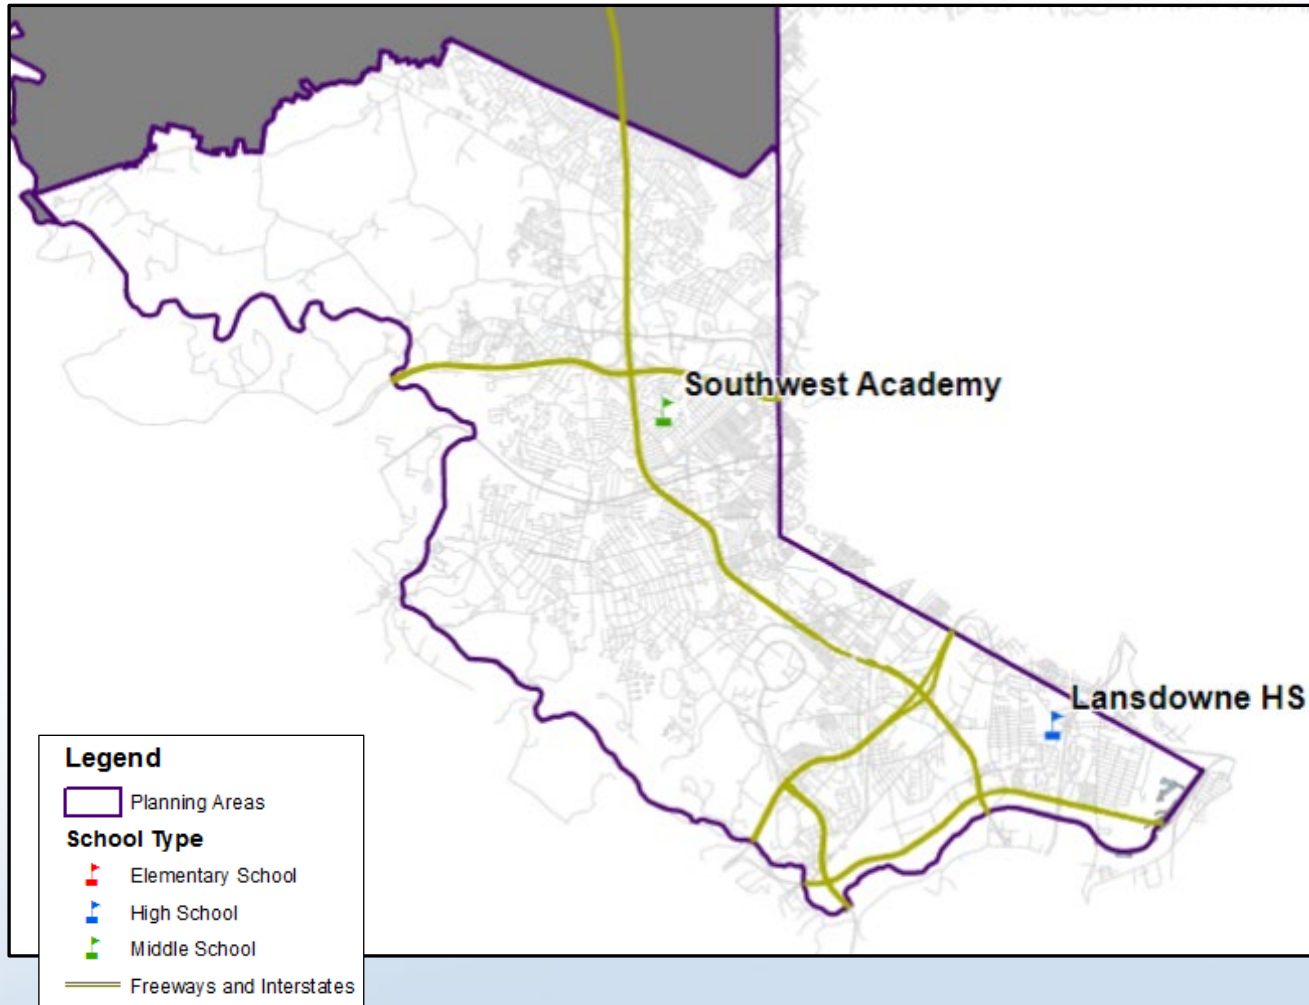 Southwest Academy
Lansdowne HS
Legend
Planning Areas
School Type
Elementary School
High School
Middle School
Freeways and Interstates